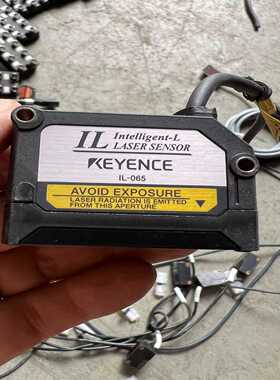 IL Intelligent-L
LASER SENSOR
KEYENCE
IL-065
AVOID EXPOSURE
LASER RADIATION IS EMITTED
FROM THIS APERTURE